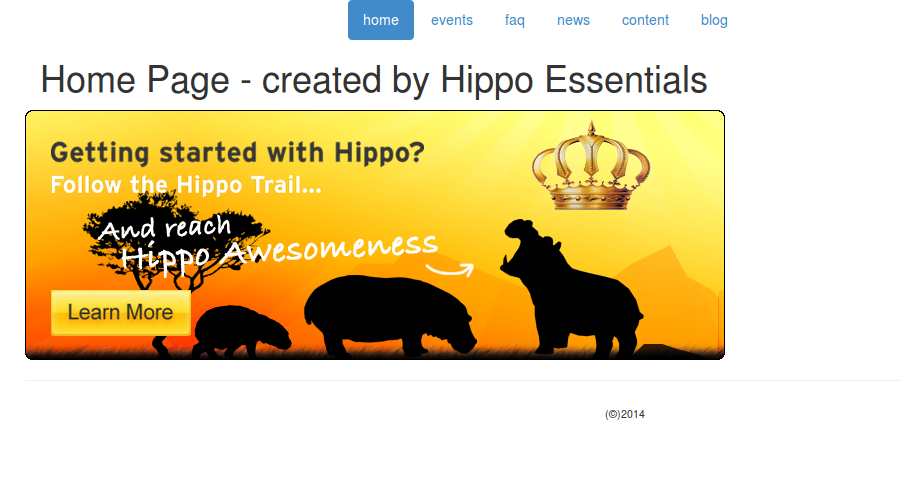 home events faq news content blog
Home Page - created by Hippo Essentials
Getting started with Hippo?
Follow the Hippo Trail...
And reach
Hippo Awesomeness
Learn More
(©)2014